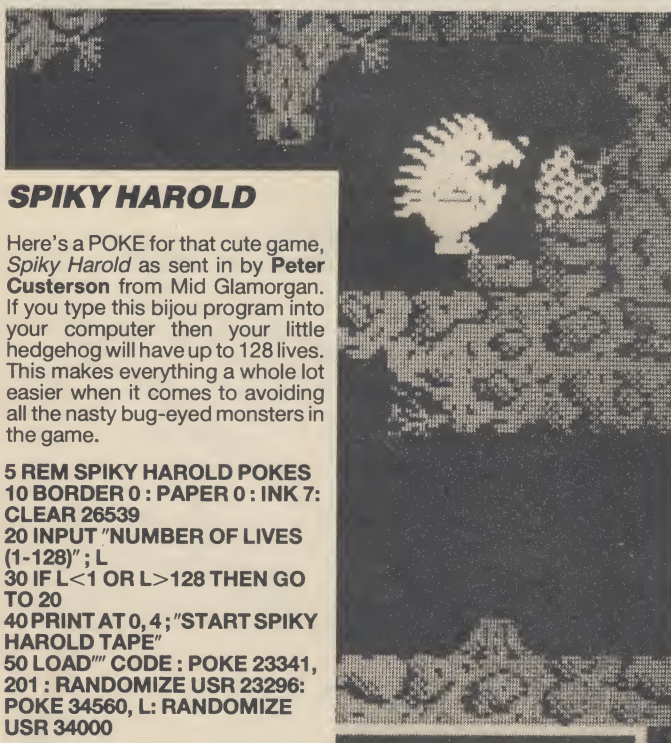 SPIKY HAROLD
Here's a POKE for that cute game,
Spiky Harold as sent in by Peter
Custerson from Mid Glamorgan.
If you type this bijou program into
your computer then your little
hedgehog will have up to 128 lives.
This makes everything a whole lot
easier when it comes to avoiding
all the nasty bug-eyed monsters in
the game.
5 REM SPIKY HAROLD POKES
10 BORDER 0 : PAPER 0 : INK 7:
CLEAR 26539
20 INPUT "NUMBER OF LIVES
(1-128)" ; L
30 IF L<1 OR L>128 THEN GO
TO 20
40 PRINT AT 0, 4 ; "START SPIKY
HAROLD TAPE"
50 LOAD"" CODE : POKE 23341,
201 : RANDOMIZE USR 23296:
POKE 34560, L: RANDOMIZE
USR 34000